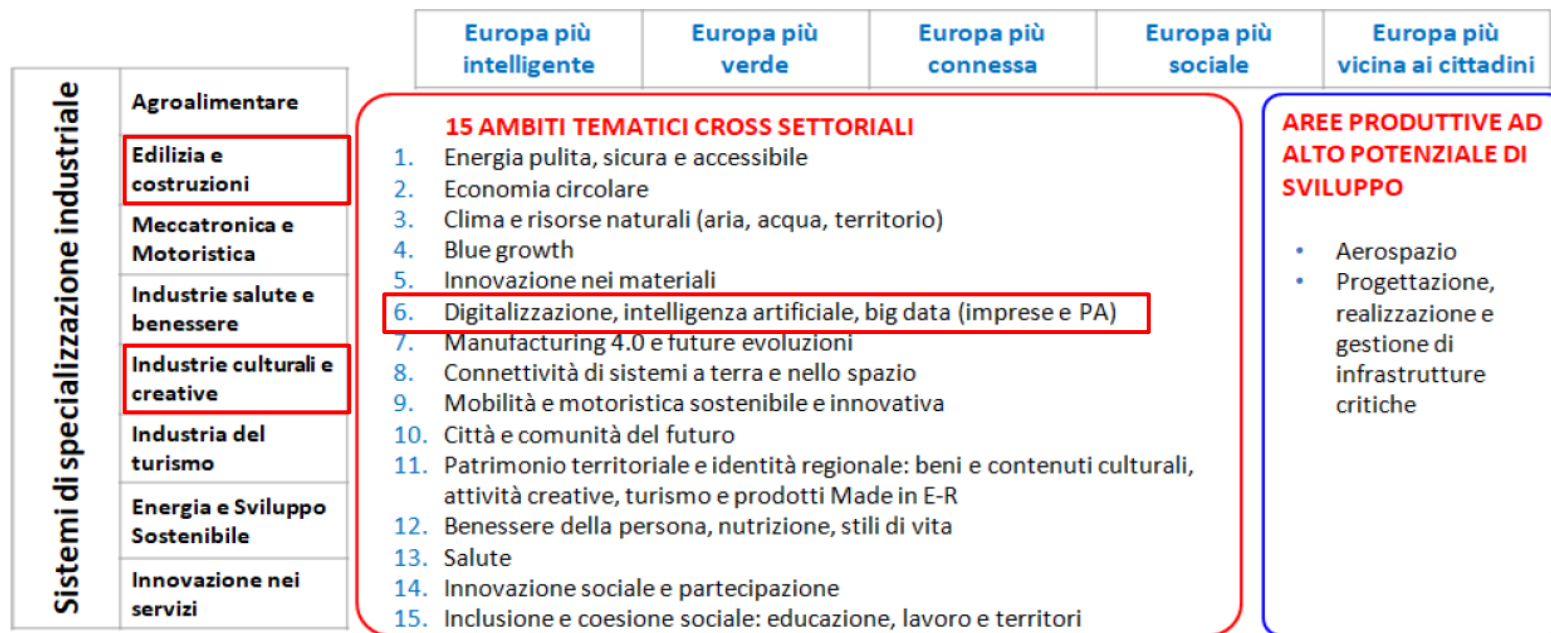 Europa più
intelligente
Europa più
verde
Europa più
connessa
Europa più
sociale
Europa più
vicina ai cittadini
Sistemi di specializzazione industriale
Agroalimentare
Edilizia e
costruzioni
Meccatronica e
Motoristica
Industrie salute e
benessere
Industrie culturali e
creative
Industria del
turismo
Energia e Sviluppo
Sostenibile
Innovazione nei
servizi
15 AMBITI TEMATICI CROSS SETTORIALI
1. Energia pulita, sicura e accessibile
2. Economia circolare
3. Clima e risorse naturali (aria, acqua, territorio)
4. Blue growth
5. Innovazione nei materiali
6. Digitalizzazione, intelligenza artificiale, big data (imprese e PA)
7. Manufacturing 4.0 e future evoluzioni
8. Connettività di sistemi a terra e nello spazio
9. Mobilità e motoristica sostenibile e innovativa
10. Città e comunità del futuro
11. Patrimonio territoriale e identità regionale: beni e contenuti culturali,
attività creative, turismo e prodotti Made in E-R
12. Benessere della persona, nutrizione, stili di vita
13. Salute
14. Innovazione sociale e partecipazione
15. Inclusione e coesione sociale: educazione, lavoro e territori
AREE PRODUTTIVE AD
ALTO POTENZIALE DI
SVILUPPO
• Aerospazio
• Progettazione,
realizzazione e
gestione di
infrastrutture
critiche